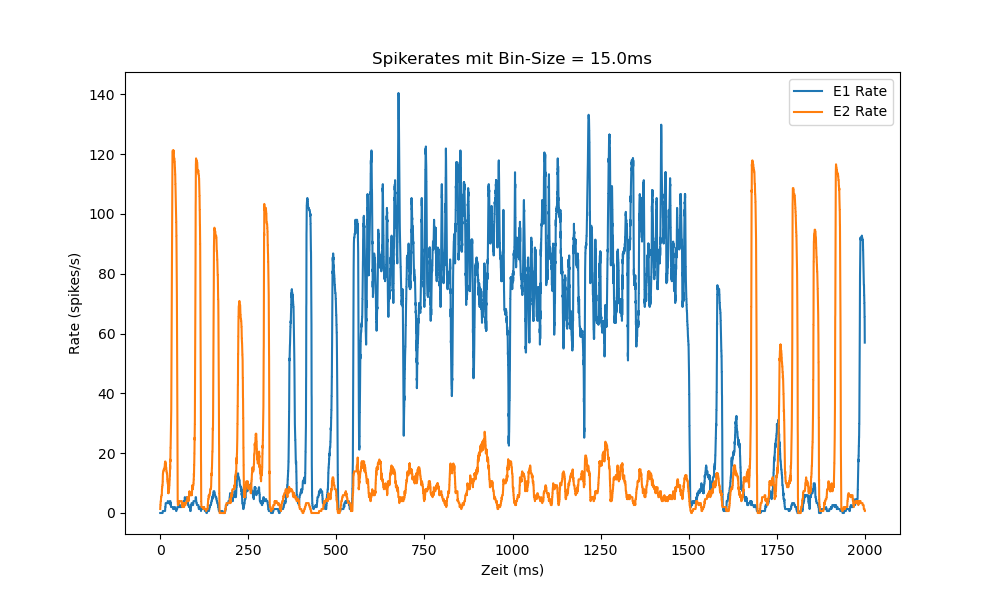 Spikerates mit Bin-Size = 15.0ms
E1 Rate
E2 Rate
Rate (spikes/s)
140
120
100
80
60
40
20
0
0 250 500 750 1000 1250 1500 1750 2000
Zeit (ms)